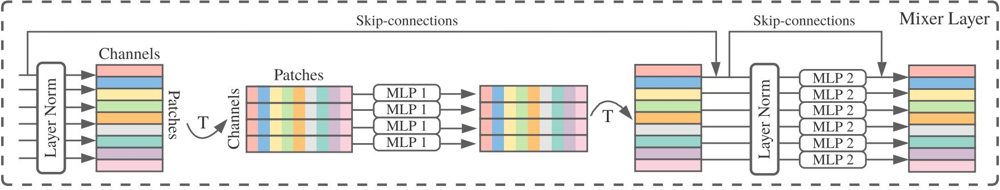 Mixer Layer
Skip-connections
Skip-connections
Layer Norm
Channels
Patches
T
Channels
Patches
MLP 1
MLP 1
MLP 1
MLP 1
T
Layer Norm
MLP 2
MLP 2
MLP 2
MLP 2
MLP 2
MLP 2